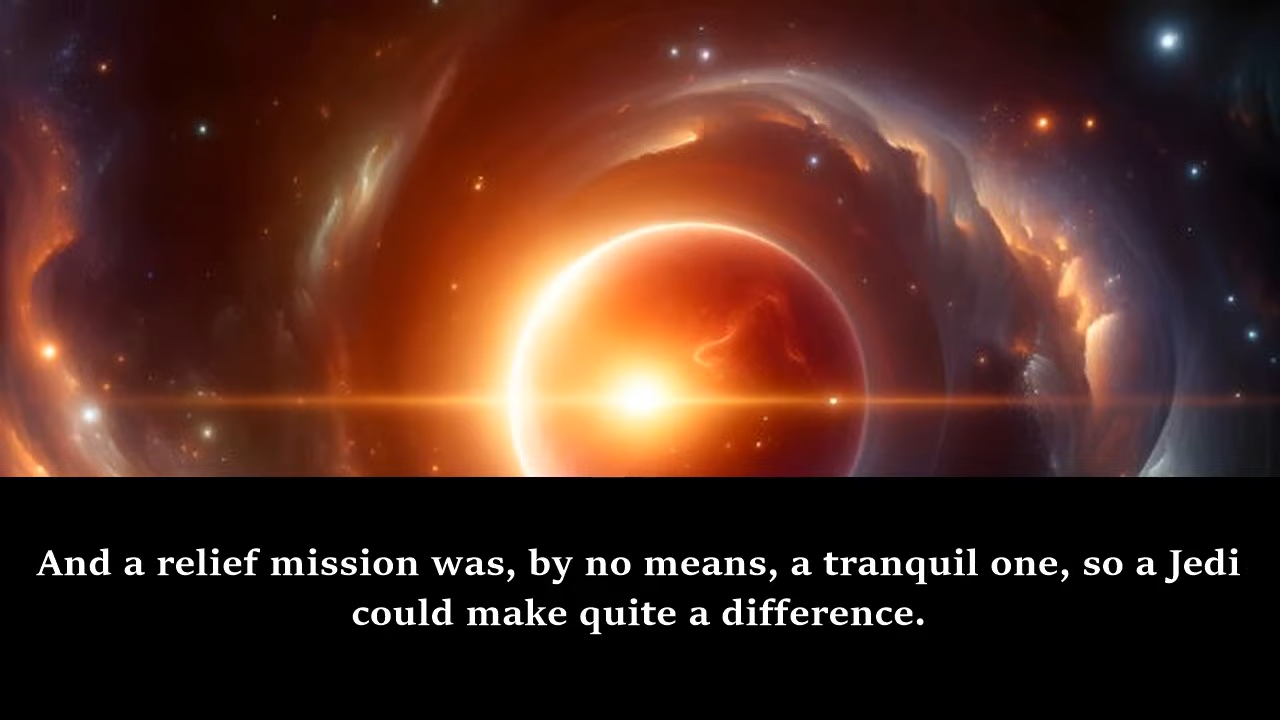 And a relief mission was, by no means, a tranquil one, so a Jedi
could make quite a difference.